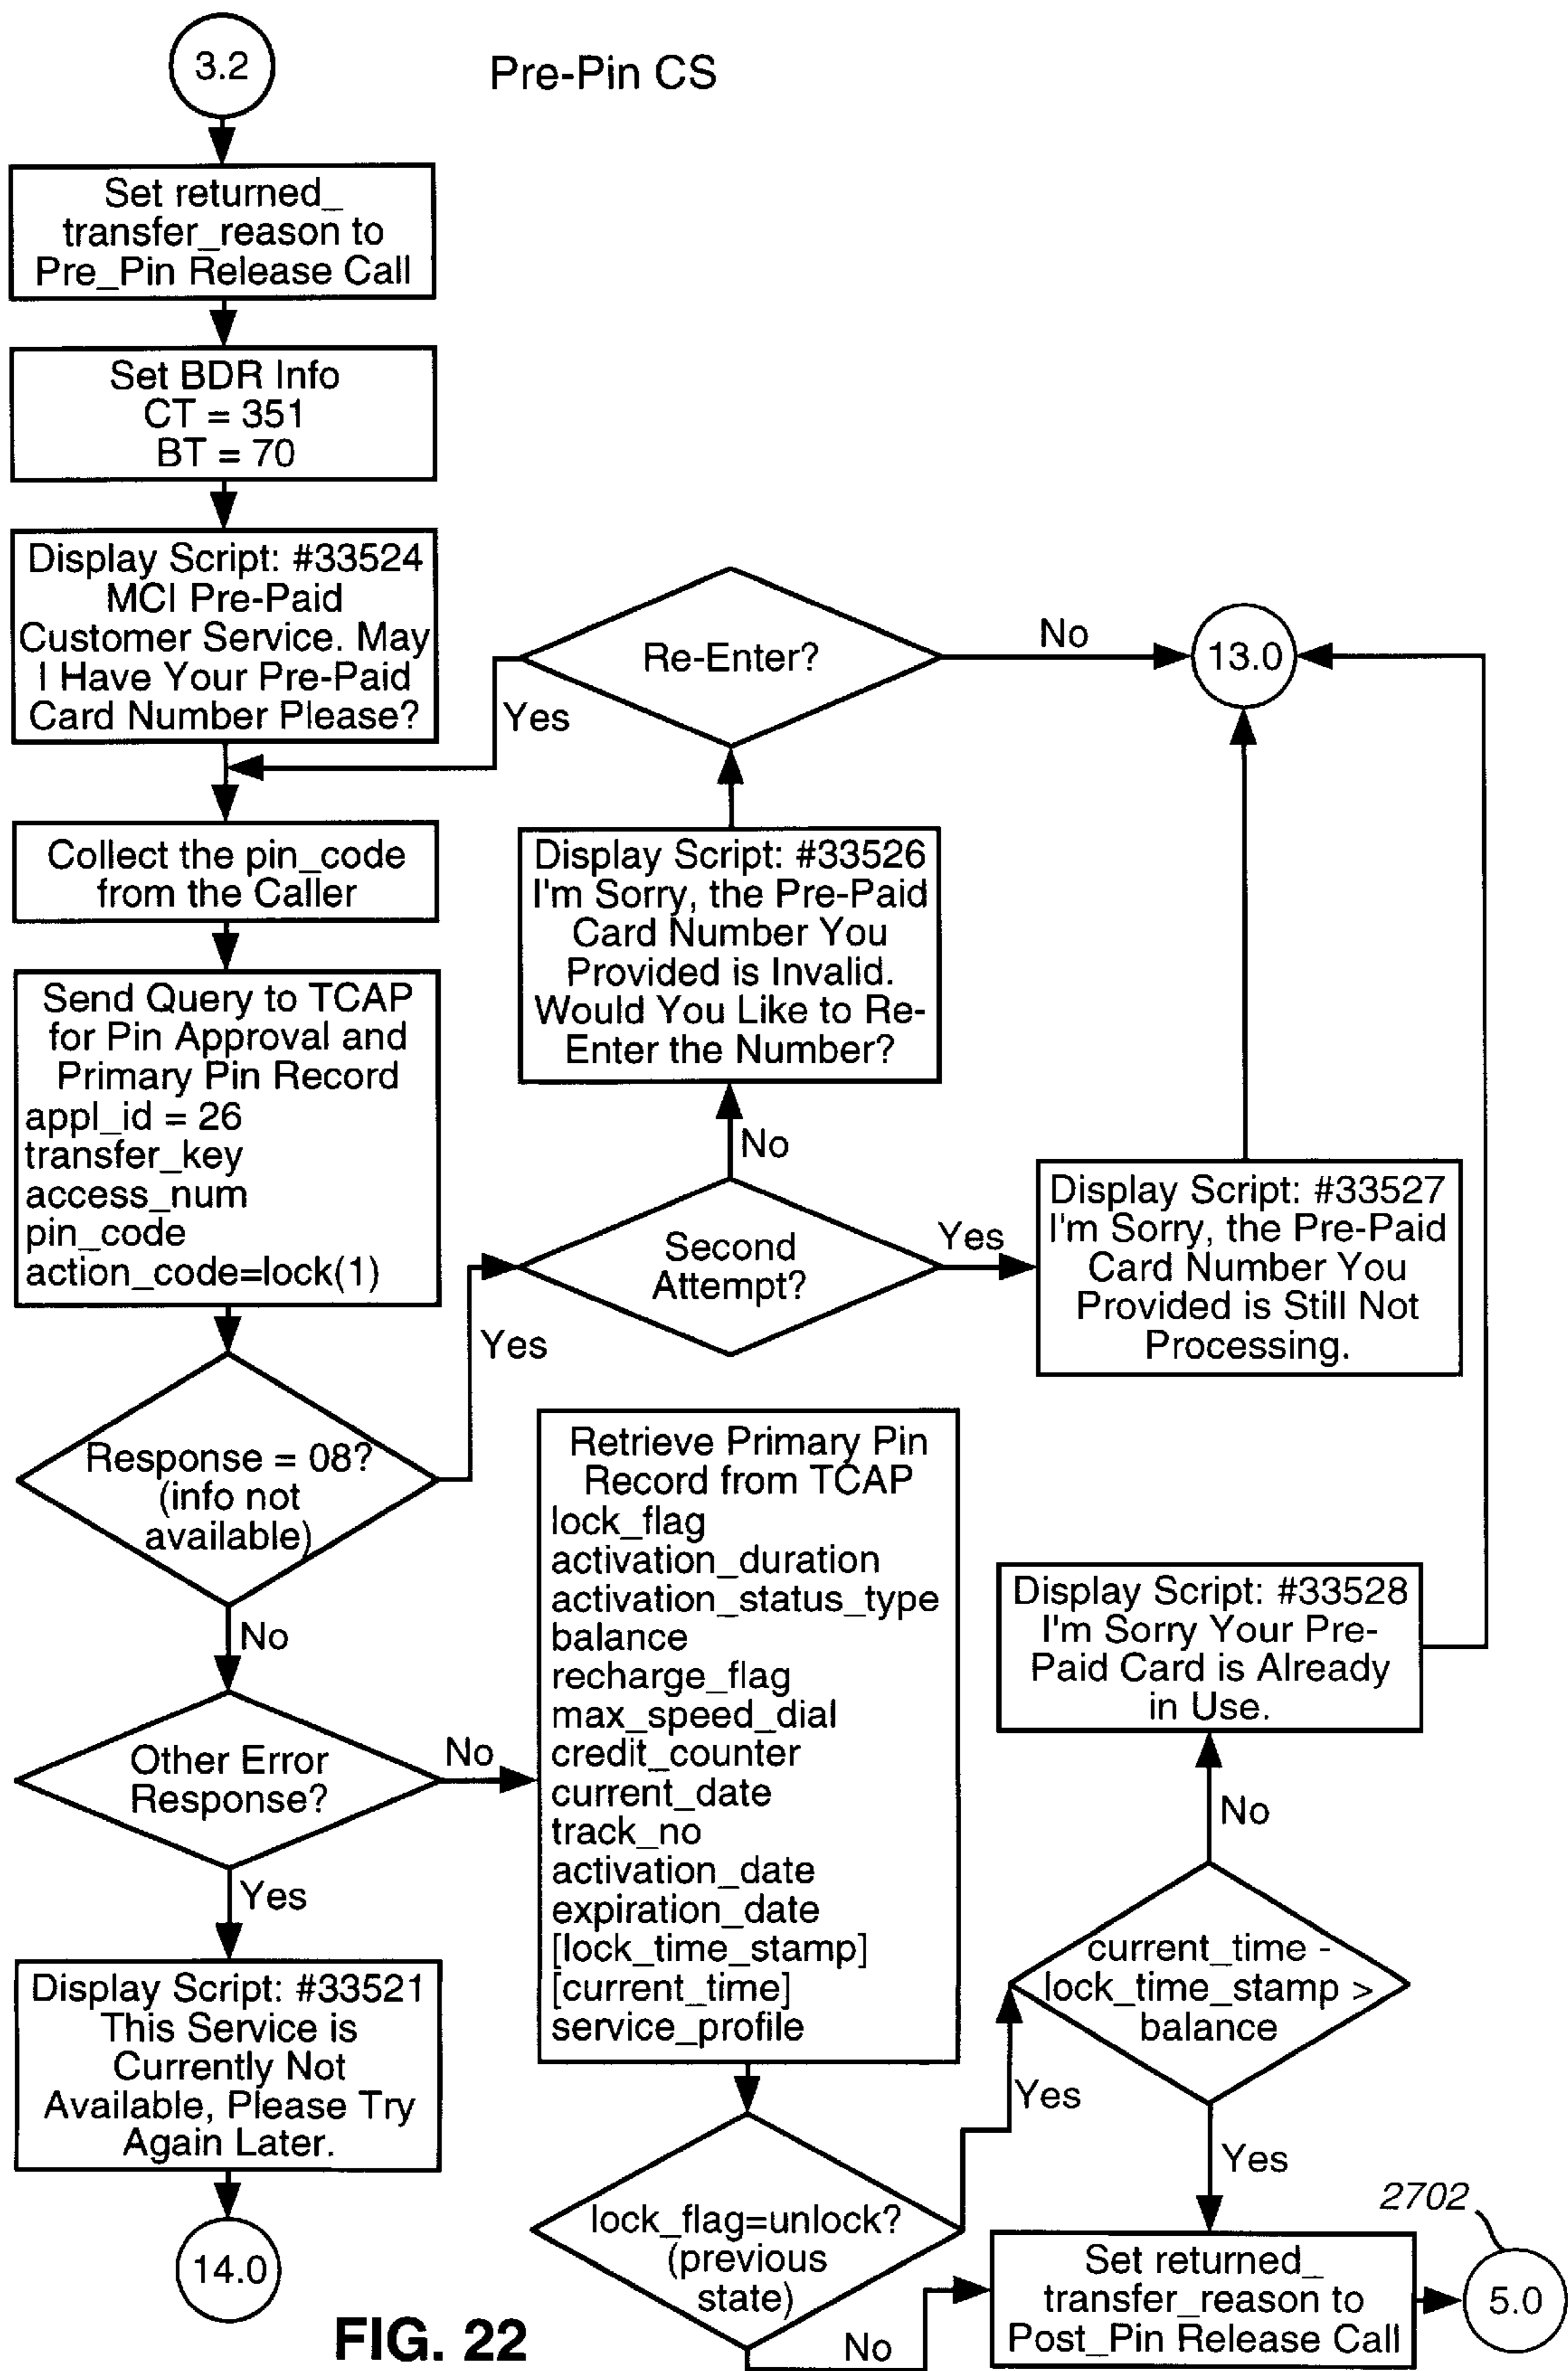 3.2
Pre-Pin CS
Set returned_
transfer_reason to
Pre_Pin Release Call
Set BDR Info
CT = 351
BT = 70
Display Script: #33524
MCI Pre-Paid
Customer Service. May
I Have Your Pre-Paid
Card Number Please?
Re-Enter?
No
13.0
Yes
Collect the pin_code
from the Caller
Display Script: #33526
I'm Sorry, the Pre-Paid
Card Number You
Provided is Invalid.
Would You Like to Re-
Enter the Number?
Send Query to TCAP
for Pin Approval and
Primary Pin Record
appl_id = 26
transfer_key
access_num
pin_code
action_code=lock(1)
No
Second
Attempt?
Yes
Display Script: #33527
I'm Sorry, the Pre-Paid
Card Number You
Provided is Still Not
Processing.
Yes
Response = 08?
(info not
available)
No
Retrieve Primary Pin
Record from TCAP
lock_flag
activation_duration
activation_status_type
balance
recharge_flag
max_speed_dial
credit_counter
current_date
track_no
activation_date
expiration_date
[lock_time_stamp]
[current_time]
service_profile
Display Script: #33528
I'm Sorry Your Pre-
Paid Card is Already
in Use.
Other Error
Response?
No
No
Yes
current_time -
lock_time_stamp >
balance
Display Script: #33521
This Service is
Currently Not
Available, Please Try
Again Later.
Yes
Yes
14.0
lock_flag=unlock?
(previous
state)
No
Set returned_
transfer_reason to
Post_Pin Release Call
2702
5.0
FIG. 22